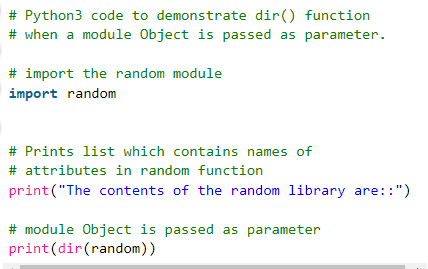 # Python3 code to demonstrate dir() function
# when a module Object is passed as parameter.
# import the random module
import random
# Prints list which contains names of
# attributes in random function
print("The contents of the random library are::")
# module Object is passed as parameter
print(dir(random))